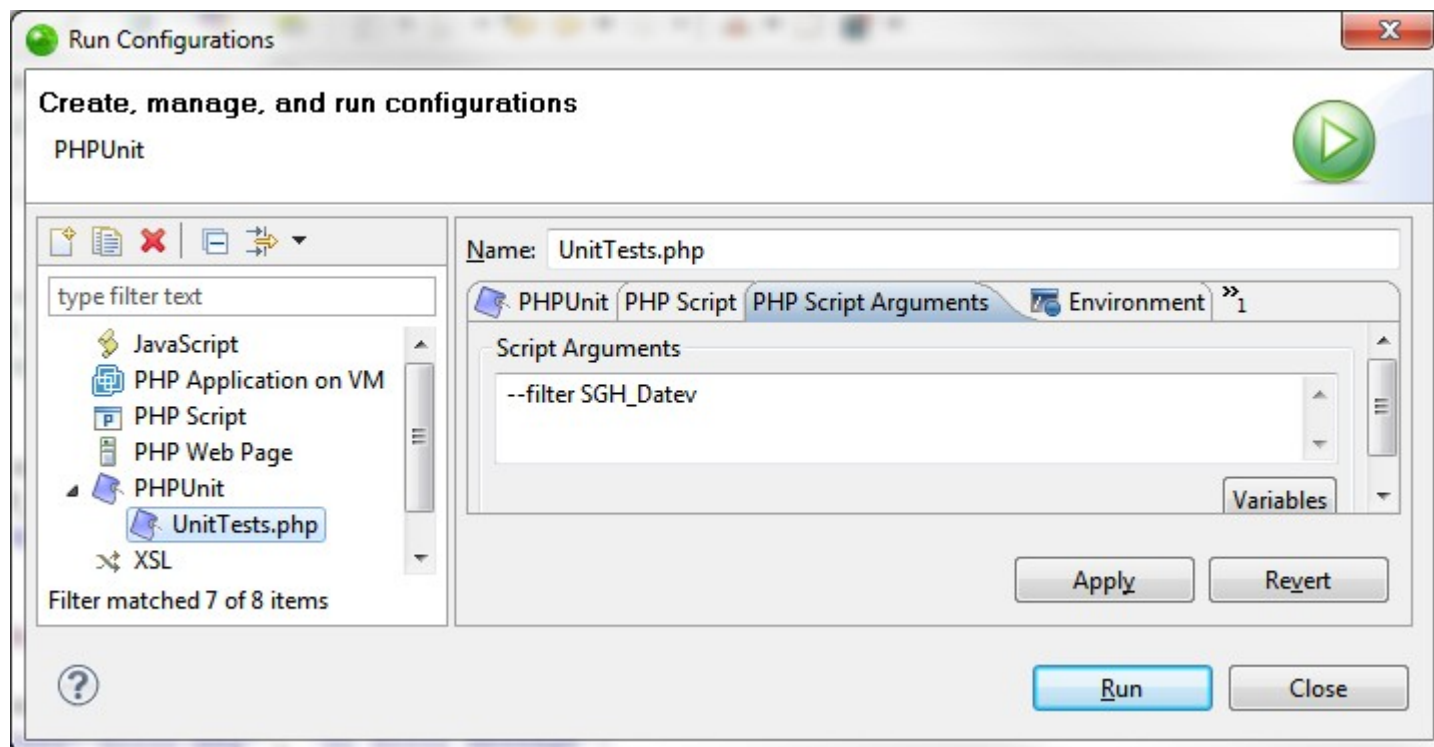 Run Configurations
Create, manage, and run configurations
PHPUnit
type filter text
JavaScript
PHP Application on VM
PHP Script
PHP Web Page
PHPUnit
UnitTests.php
XSL
Filter matched 7 of 8 items
Name: UnitTests.php
PHPUnit PHP Script PHP Script Arguments Environment »1
Script Arguments
--filter SGH_Datev
Variables
Apply Revert
Run Close